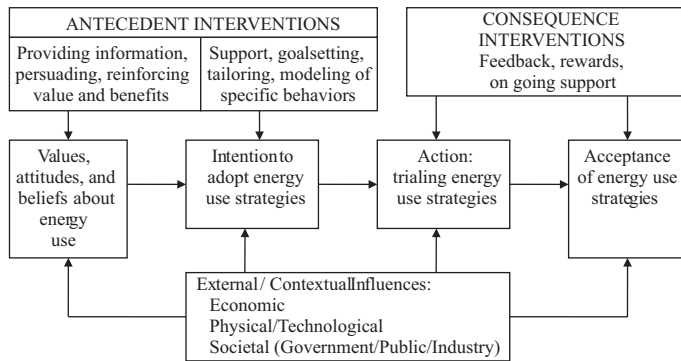 ANTECEDENT INTERVENTIONS
Providing information,
persuading, reinforcing
value and benefits
Support, goalsetting,
tailoring, modeling of
specific behaviors
CONSEQUENCE
INTERVENTIONS
Feedback, rewards,
on going support
Values,
attitudes, and
beliefs about
energy
use
Intention to
adopt energy
use strategies
Action:
trialing energy
use strategies
Acceptance
of energy use
strategies
External / Contextual Influences:
Economic
Physical/Technological
Societal (Government/Public/Industry)